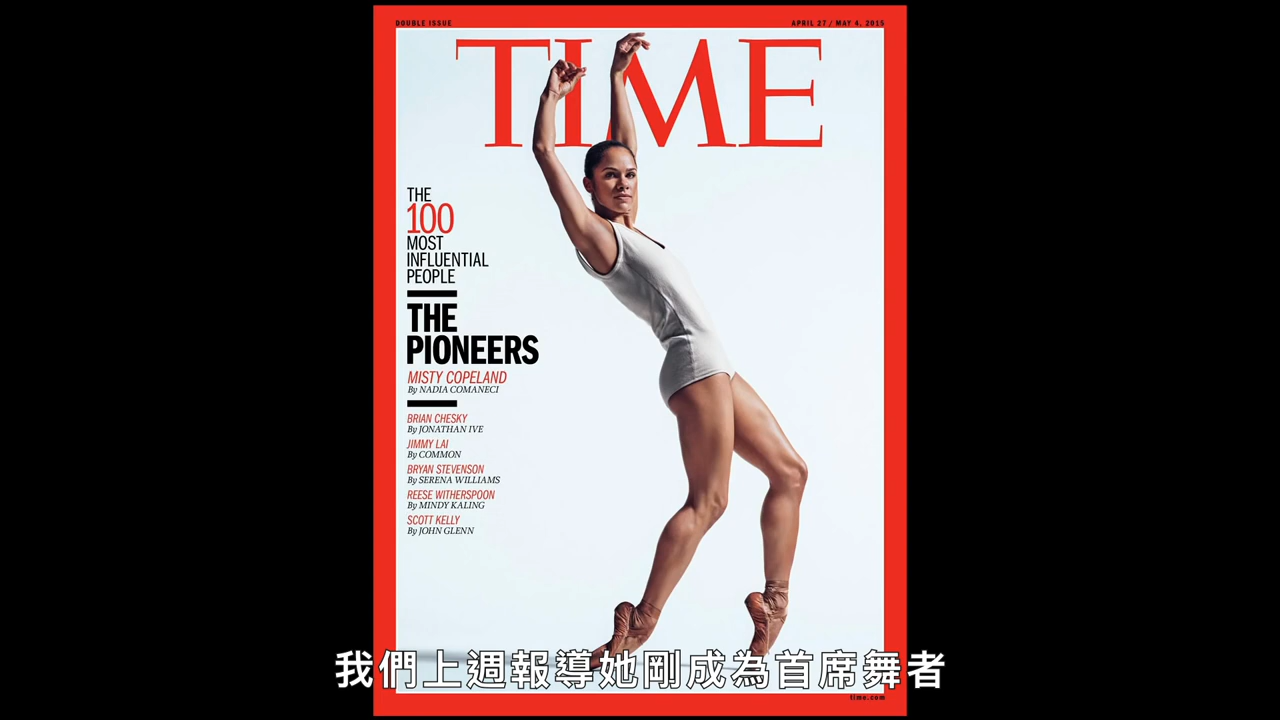 DOUBLE ISSUE
APRIL 27 / MAY 4, 2015
TIME
THE
100
MOST
INFLUENTIAL
PEOPLE
THE
PIONEERS
MISTY COPELAND
By NADIA COMANECI
BRIAN CHESKY
By JONATHAN IVE
JIMMY LAI
By COMMON
BRYAN STEVENSON
By SERENA WILLIAMS
REESE WITHERSPOON
By MINDY KALING
SCOTT KELLY
By JOHN GLENN
我們上週報導她剛成為首席舞者
time.com